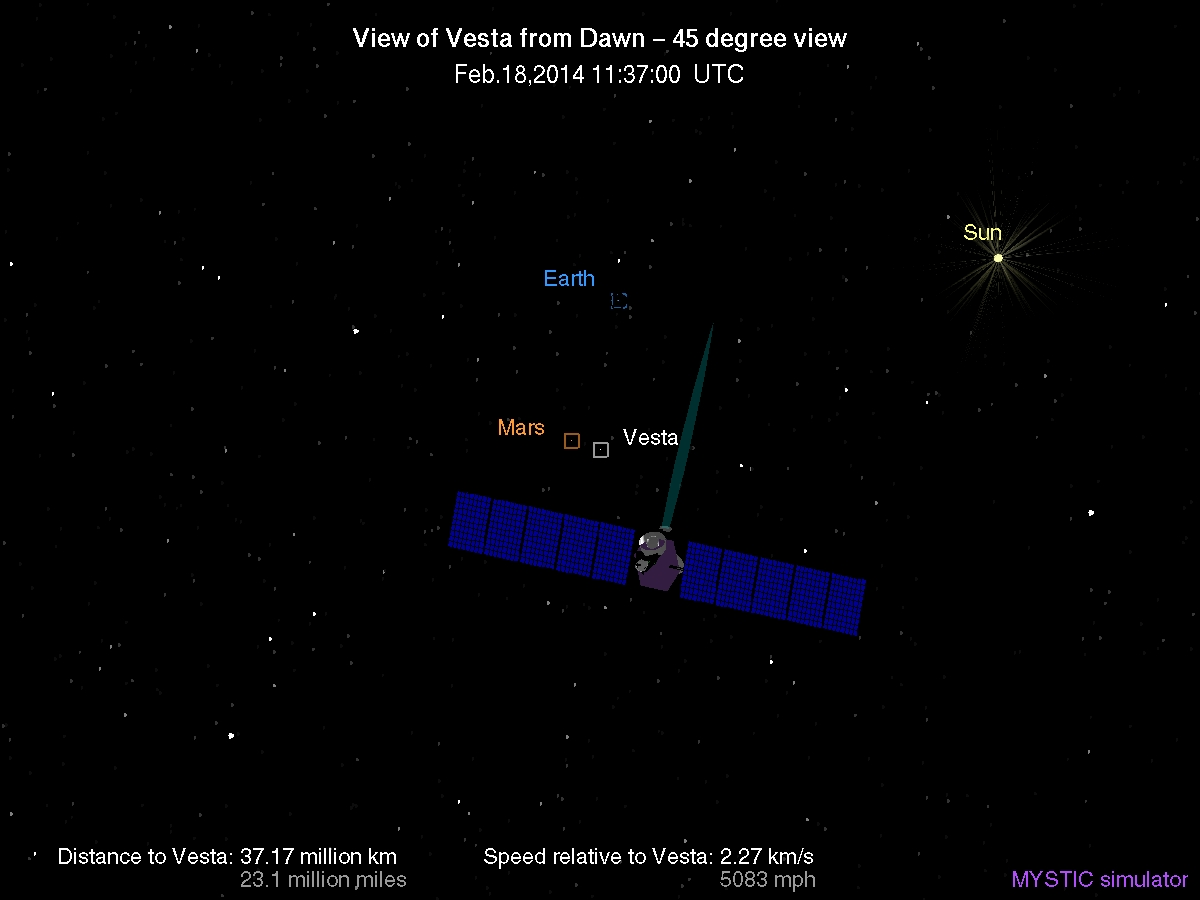 View of Vesta from Dawn – 45 degree view
Feb.18,2014 11:37:00 UTC
Sun
Earth
Mars
Vesta
Distance to Vesta: 37.17 million km
23.1 million miles
Speed relative to Vesta: 2.27 km/s
5083 mph
MYSTIC simulator